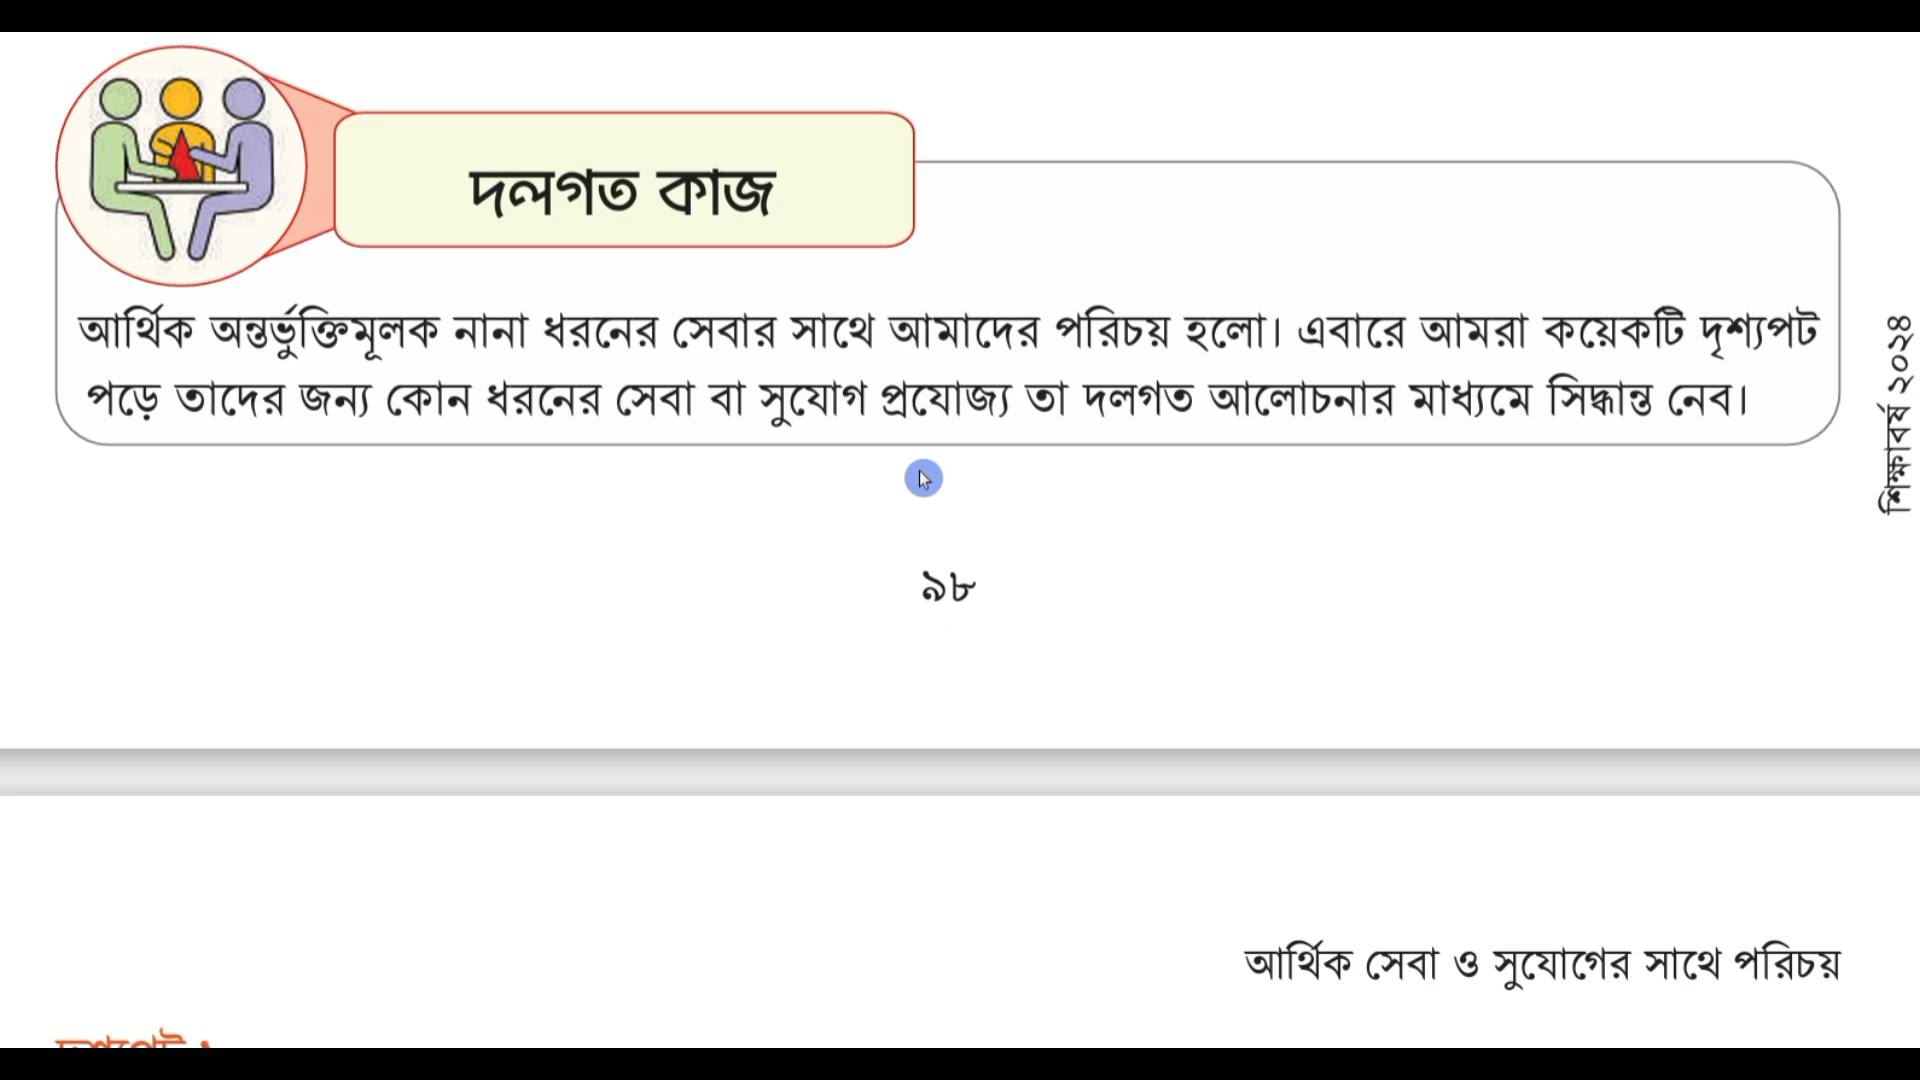 দলগত কাজ
আর্থিক অন্তর্ভুক্তিমূলক নানা ধরনের সেবার সাথে আমাদের পরিচয় হলো। এবারে আমরা কয়েকটি দৃশ্যপট
পড়ে তাদের জন্য কোন ধরনের সেবা বা সুযোগ প্রযোজ্য তা দলগত আলোচনার মাধ্যমে সিদ্ধান্ত নেব।
শিক্ষাবর্ষ ২০২৪
৯৮
আর্থিক সেবা ও সুযোগের সাথে পরিচয়